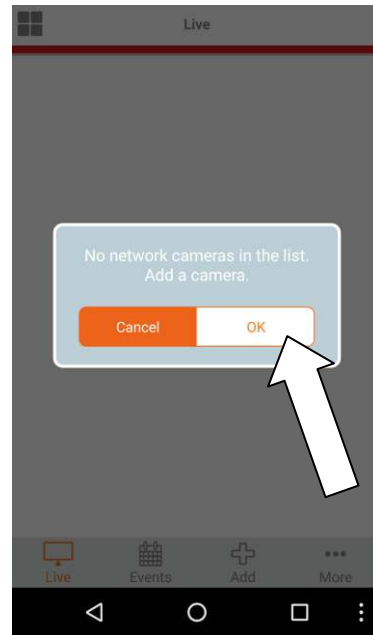 Live
No network cameras in the list.
Add a camera.
Cancel OK
Live Events Add More